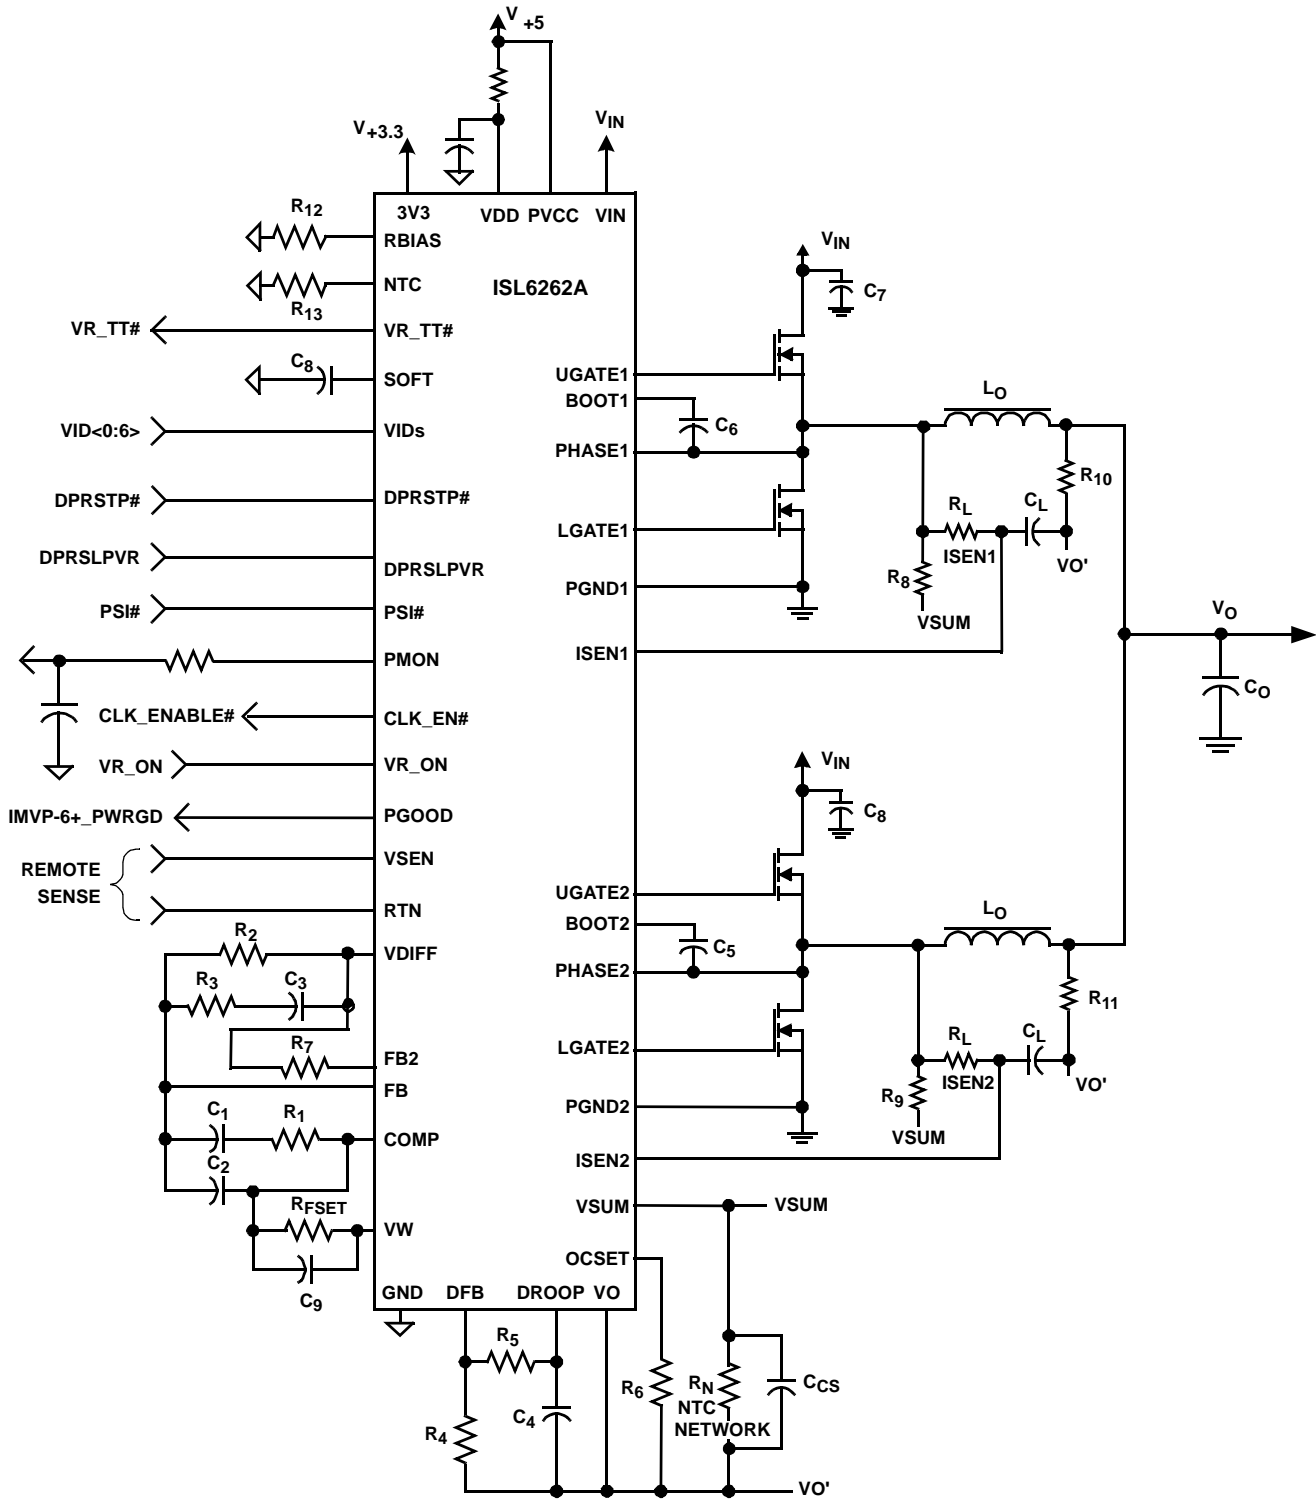 V +5
V+3.3
VIN
3V3
VDD PVCC VIN
R12
RBIAS
ISL6262A
NTC
R13
VR_TT#
VR_TT#
C8
SOFT
VID<0:6>
VIDs
DPRSTP#
DPRSTP#
DPRSLPVR
DPRSLPVR
PSI#
PSI#
PMON
CLK_ENABLE#
CLK_EN#
VR_ON
VR_ON
IMVP-6+_PWRGD
PGOOD
REMOTE
SENSE
VSEN
RTN
R2
VDIFF
R3
C3
R7
FB2
FB
C1
R1
COMP
C2
RFSET
VW
C9
GND
DFB
DROOP
VO
R5
R4
C4
R6
RN
NTC
NETWORK
CCS
VO'
VIN
C7
UGATE1
BOOT1
C6
PHASE1
LGATE1
PGND1
ISEN1
LO
R10
RL
CL
ISEN1
VO'
R8
VSUM
VO
CO
VIN
C8
UGATE2
BOOT2
C5
PHASE2
LGATE2
PGND2
ISEN2
LO
R11
RL
CL
ISEN2
VO'
R9
VSUM
VSUM
VSUM
OCSET